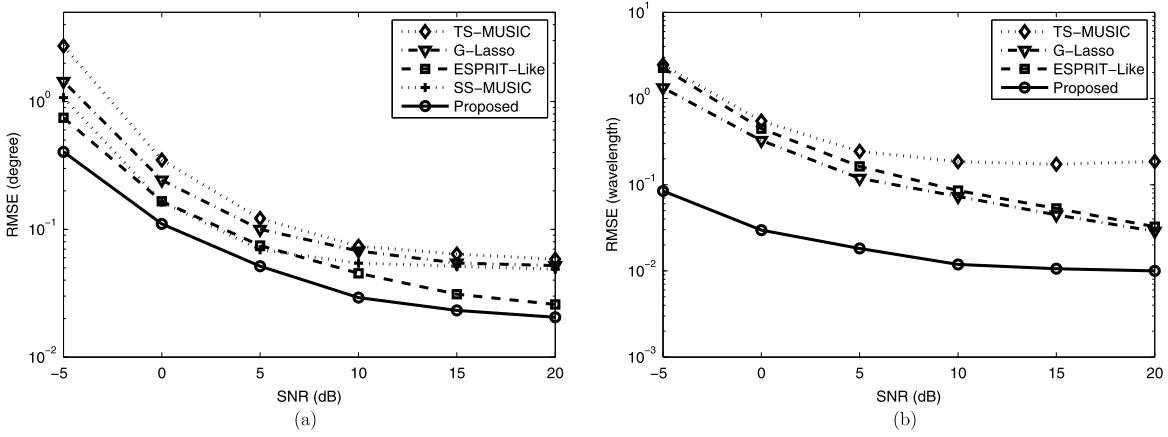 10^0
10^-1
10^-2
RMSE (degree)
TS-MUSIC
G-Lasso
ESPRIT-Like
SS-MUSIC
Proposed
-5 0 5 10 15 20
SNR (dB)
(a)
10^1
10^0
10^-1
10^-2
10^-3
RMSE (wavelength)
TS-MUSIC
G-Lasso
ESPRIT-Like
Proposed
-5 0 5 10 15 20
SNR (dB)
(b)